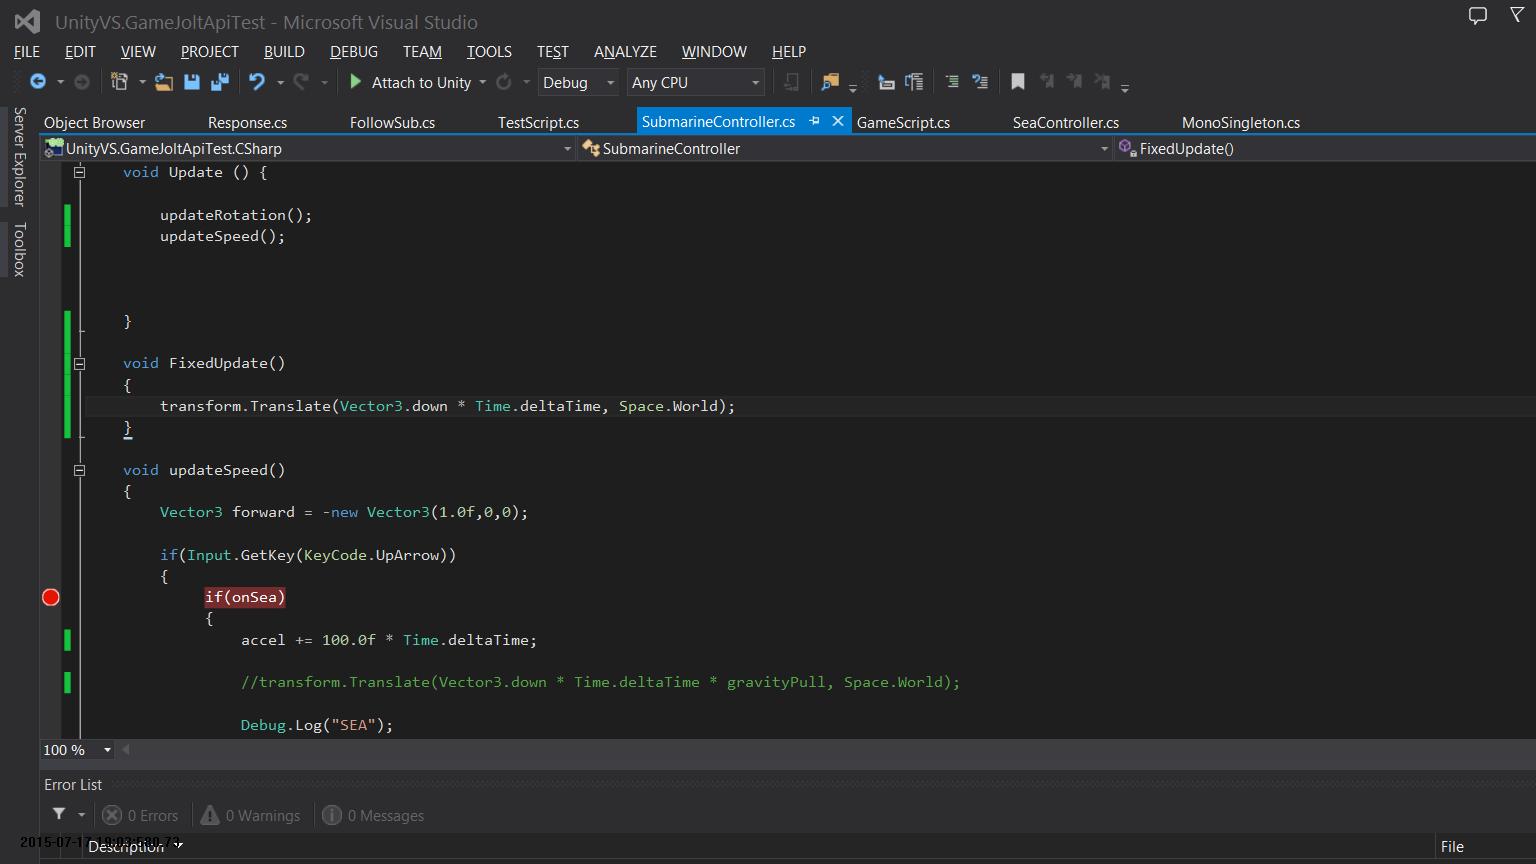 UnityVS.GameJoltApiTest - Microsoft Visual Studio
FILE EDIT VIEW PROJECT BUILD DEBUG TEAM TOOLS TEST ANALYZE WINDOW HELP
Attach to Unity Debug Any CPU
Server Explorer
Toolbox
Object Browser Response.cs FollowSub.cs TestScript.cs SubmarineController.cs GameScript.cs SeaController.cs MonoSingleton.cs
UnityVS.GameJoltApiTest.CSharp SubmarineController FixedUpdate()
void Update () {
updateRotation();
updateSpeed();
}
void FixedUpdate()
{
transform.Translate(Vector3.down * Time.deltaTime, Space.World);
}
void updateSpeed()
{
Vector3 forward = -new Vector3(1.0f,0,0);
if(Input.GetKey(KeyCode.UpArrow))
{
if(onSea)
{
accel += 100.0f * Time.deltaTime;
//transform.Translate(Vector3.down * Time.deltaTime * gravityPull, Space.World);
Debug.Log("SEA");
100 %
Error List
0 Errors 0 Warnings 0 Messages
Description File